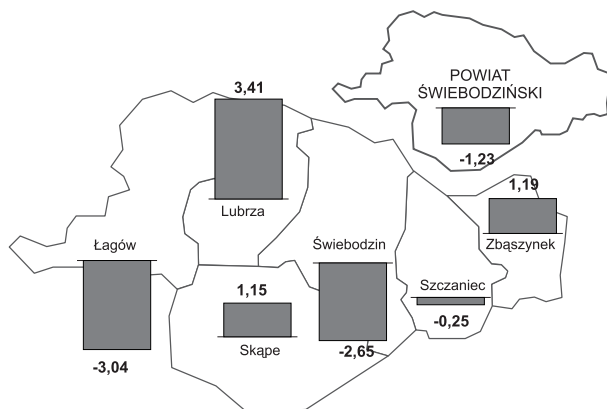 POWIAT
ŚWIEBODZIŃSKI
-1,23
3,41
Lubrza
1,19
Zbąszynek
Łagów
-3,04
Świebodzin
-2,65
Szczaniec
-0,25
1,15
Skąpe